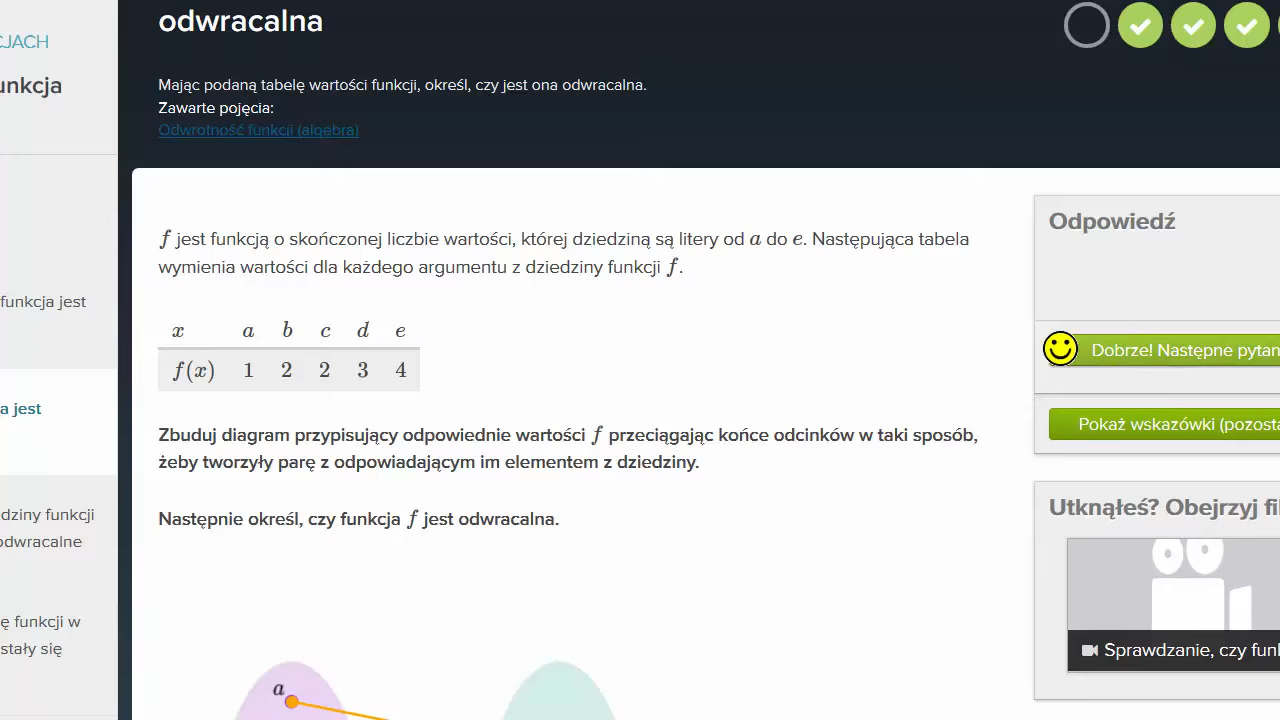 odwracalna
CJACH
unkcja
Mając podaną tabelę wartości funkcji, określ, czy jest ona odwracalna.
Zawarte pojęcia:
Odwrotność funkcji (algebra)
f jest funkcją o skończonej liczbie wartości, której dziedziną są litery od a do e. Następująca tabela
wymienia wartości dla każdego argumentu z dziedziny funkcji f.
x a b c d e
f(x) 1 2 2 3 4
Zbuduj diagram przypisujący odpowiednie wartości f przeciągając końce odcinków w taki sposób,
żeby tworzyły parę z odpowiadającym im elementem z dziedziny.
Następnie określ, czy funkcja f jest odwracalna.
a
funkcja jest
a jest
dziny funkcji
odwracalne
ę funkcji w
stały się
Odpowiedź
Dobrze! Następne pytan
Pokaż wskazówki (pozosta
Utknąłeś? Obejrzyj fil
Sprawdzanie, czy funk